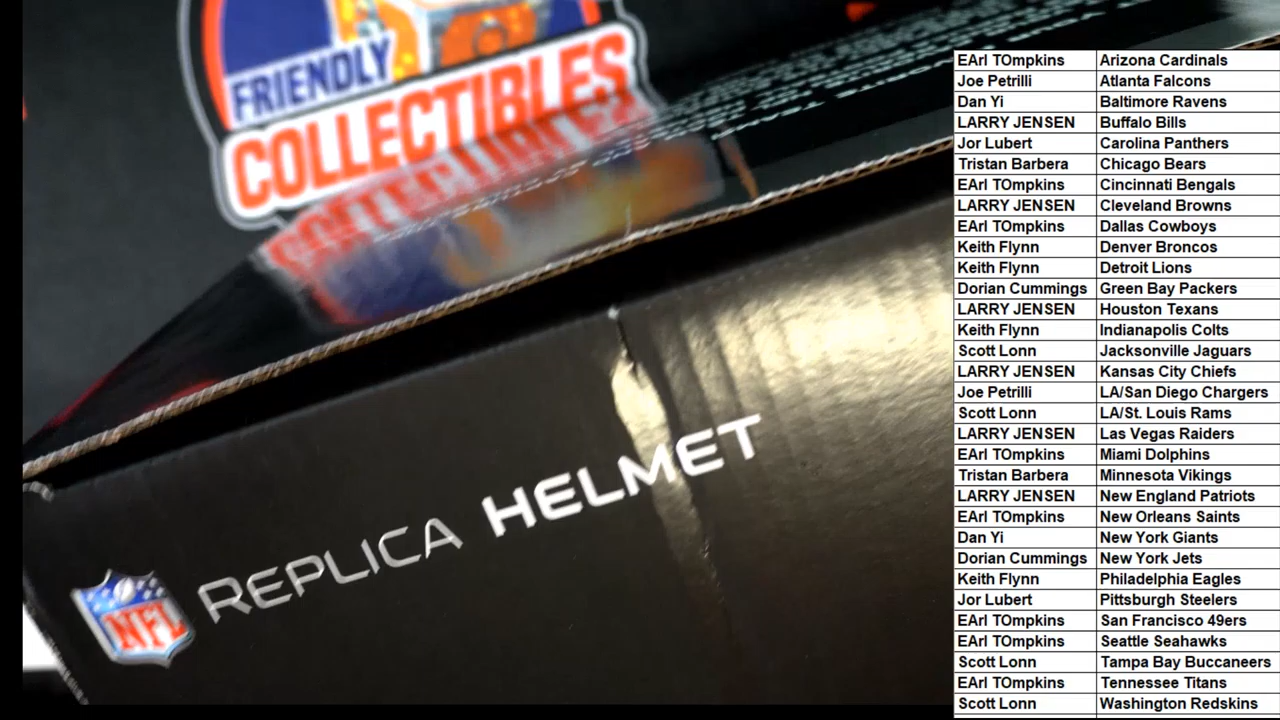 FRIENDLY
COLLECTIBLES
NFL
REPLICA HELMET
EArl TOmpkins Arizona Cardinals
Joe Petrilli Atlanta Falcons
Dan Yi Baltimore Ravens
LARRY JENSEN Buffalo Bills
Jor Lubert Carolina Panthers
Tristan Barbera Chicago Bears
EArl TOmpkins Cincinnati Bengals
LARRY JENSEN Cleveland Browns
EArl TOmpkins Dallas Cowboys
Keith Flynn Denver Broncos
Keith Flynn Detroit Lions
Dorian Cummings Green Bay Packers
LARRY JENSEN Houston Texans
Keith Flynn Indianapolis Colts
Scott Lonn Jacksonville Jaguars
LARRY JENSEN Kansas City Chiefs
Joe Petrilli LA/San Diego Chargers
Scott Lonn LA/St. Louis Rams
LARRY JENSEN Las Vegas Raiders
EArl TOmpkins Miami Dolphins
Tristan Barbera Minnesota Vikings
LARRY JENSEN New England Patriots
EArl TOmpkins New Orleans Saints
Dan Yi New York Giants
Dorian Cummings New York Jets
Keith Flynn Philadelphia Eagles
Jor Lubert Pittsburgh Steelers
EArl TOmpkins San Francisco 49ers
EArl TOmpkins Seattle Seahawks
Scott Lonn Tampa Bay Buccaneers
EArl TOmpkins Tennessee Titans
Scott Lonn Washington Redskins